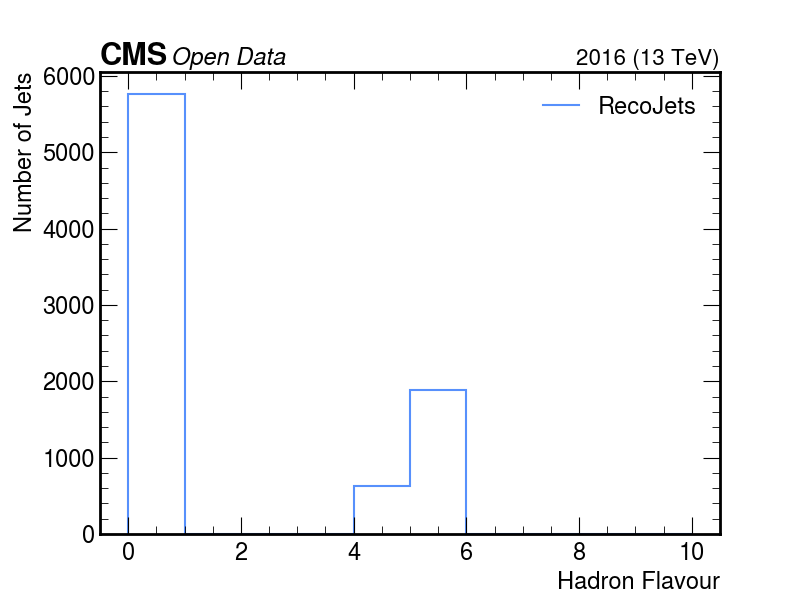 CMS Open Data 2016 (13 TeV)
Number of Jets
6000
5000
4000
3000
2000
1000
0
RecoJets
0 2 4 6 8 10
Hadron Flavour